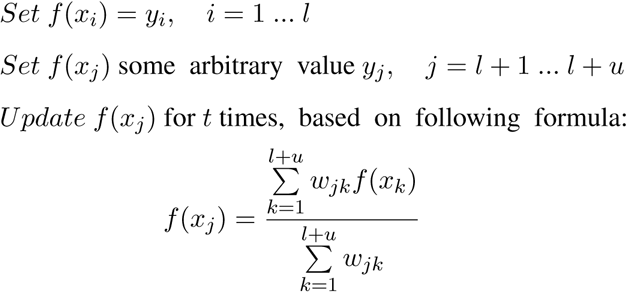 Set f(x_i) = y_i, i = 1 ... l
Set f(x_j) some arbitrary value y_j, j = l + 1 ... l + u
Update f(x_j) for t times, based on following formula:
f(x_j) = \frac{\sum_{k=1}^{l+u} w_{jk} f(x_k)}{\sum_{k=1}^{l+u} w_{jk}}